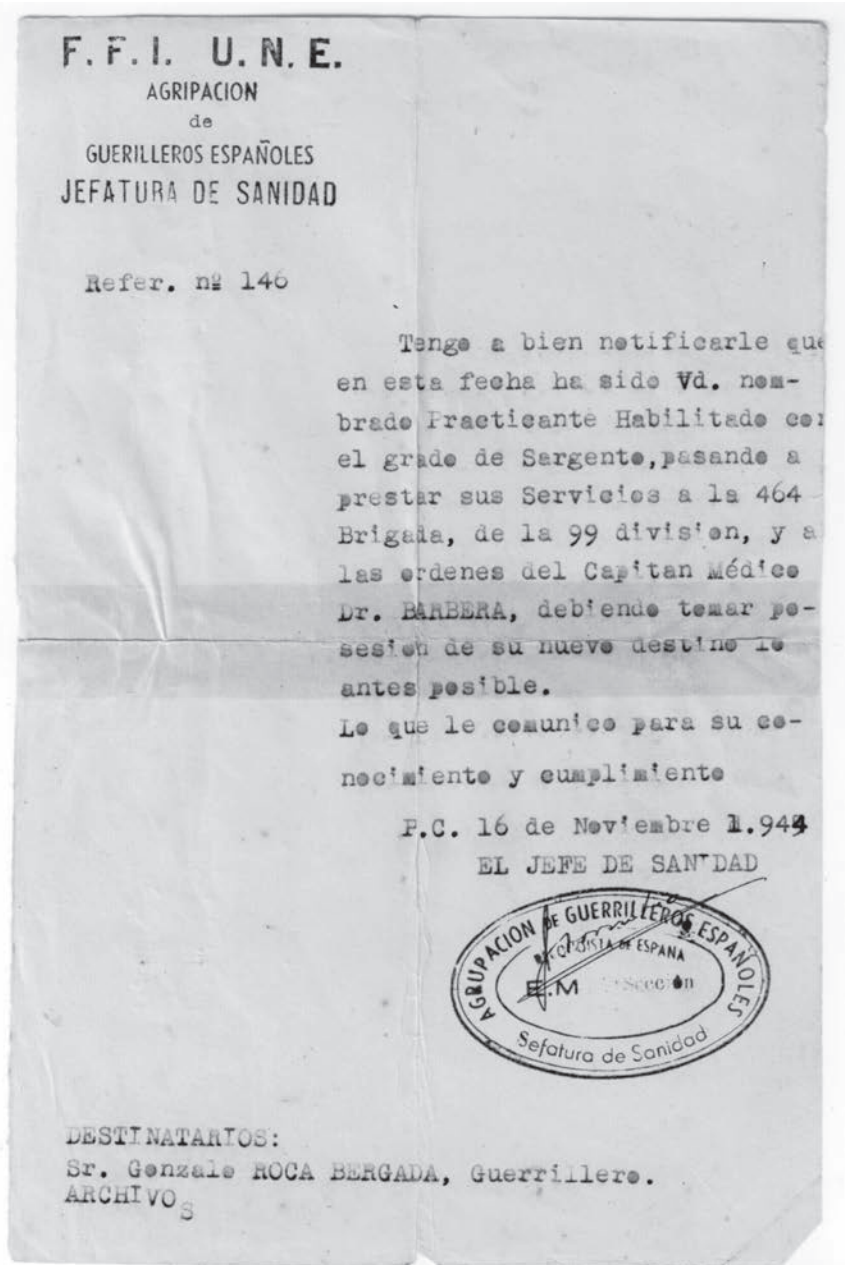 F.F.I. U.N.E.
AGRIPACION
de
GUERILLEROS ESPAÑOLES
JEFATURA DE SANIDAD
Refer. nº 146
Tengo a bien notificarle que
en esta fecha ha sido Vd. nom-
brado Practicante Habilitado con
el grado de Sargento,pasando a
prestar sus Servicios a la 464
Brigada, de la 99 division, y a
las ordenes del Capitan Médico
Dr. BARBERA, debiendo tomar po-
sesion de su nuevo destino lo
antes posible.
Lo que le comunico para su co-
nocimiento y cumplimiento
P.C. 16 de Noviembre 1.944
EL JEFE DE SANIDAD
AGRUPACION DE GUERRILLEROS ESPAÑOLES
DE ESPAÑA
E.M Sección
Sefatura de Sanidad
DESTINATARIOS:
Sr. Gonzalo ROCA BERGADA, Guerrillero.
ARCHIVOS